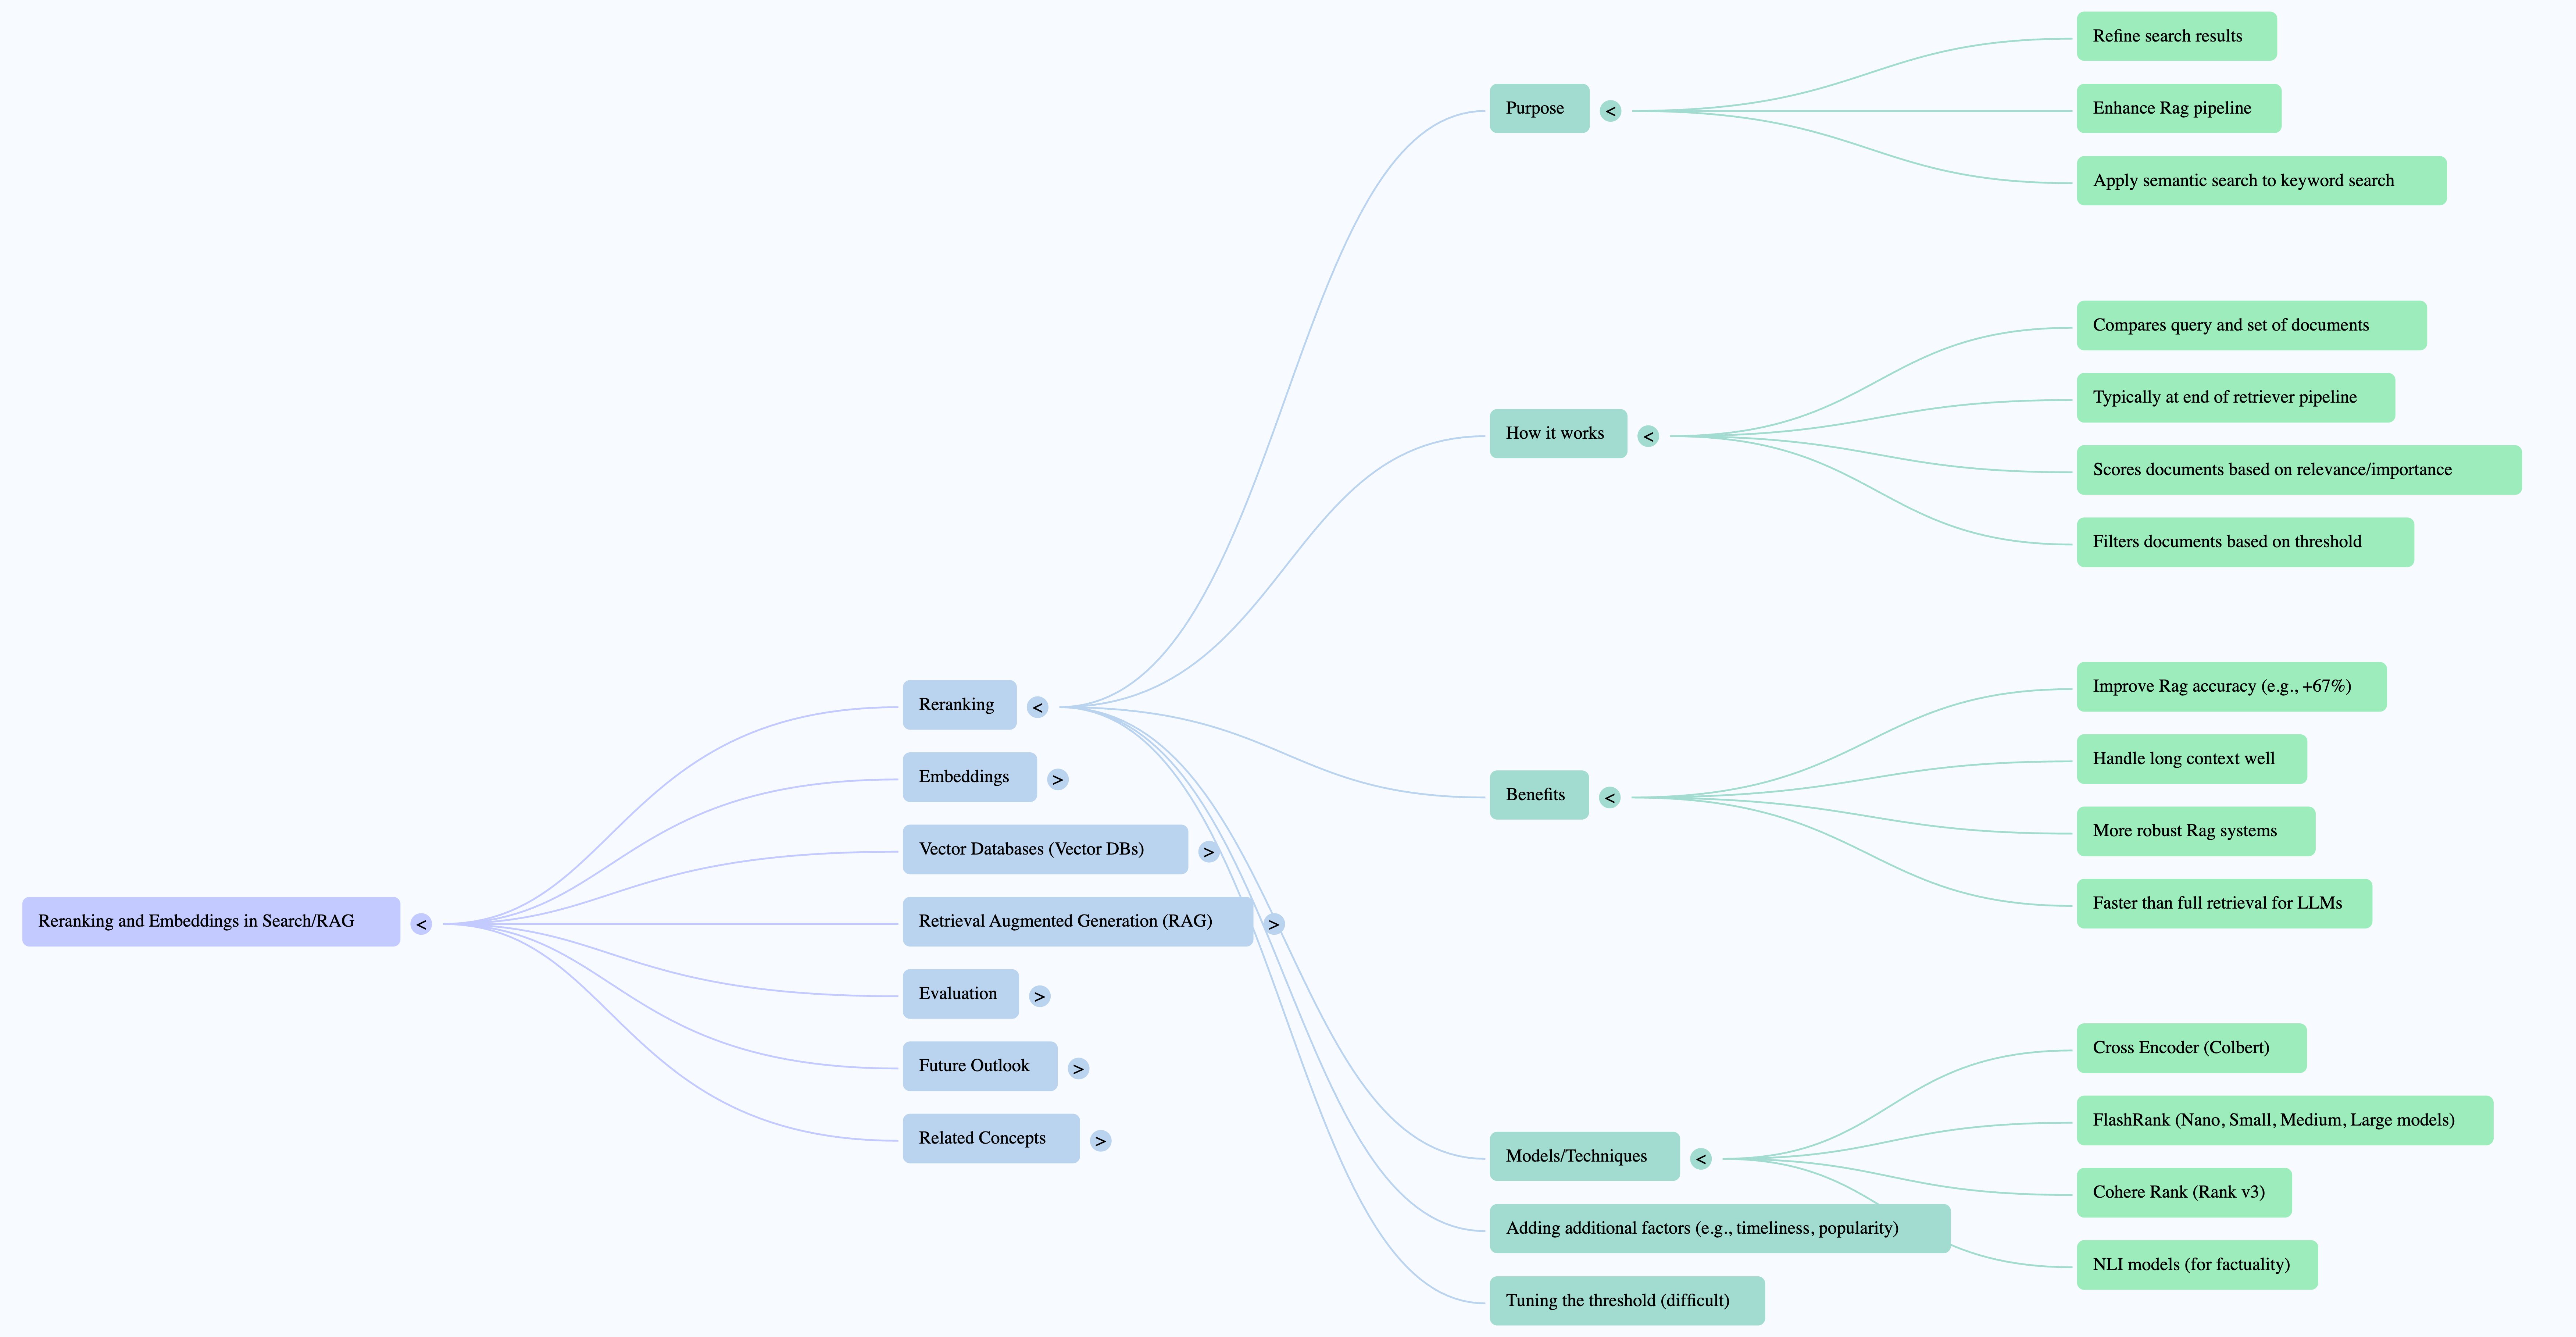 Reranking and Embeddings in Search/RAG
<
Reranking
<
Embeddings
>
Vector Databases (Vector DBs)
>
Retrieval Augmented Generation (RAG)
>
Evaluation
>
Future Outlook
>
Related Concepts
>
Purpose
<
Refine search results
Enhance Rag pipeline
Apply semantic search to keyword search
How it works
<
Compares query and set of documents
Typically at end of retriever pipeline
Scores documents based on relevance/importance
Filters documents based on threshold
Benefits
<
Improve Rag accuracy (e.g., +67%)
Handle long context well
More robust Rag systems
Faster than full retrieval for LLMs
Models/Techniques
<
Cross Encoder (Colbert)
FlashRank (Nano, Small, Medium, Large models)
Cohere Rank (Rank v3)
NLI models (for factuality)
Adding additional factors (e.g., timeliness, popularity)
Tuning the threshold (difficult)